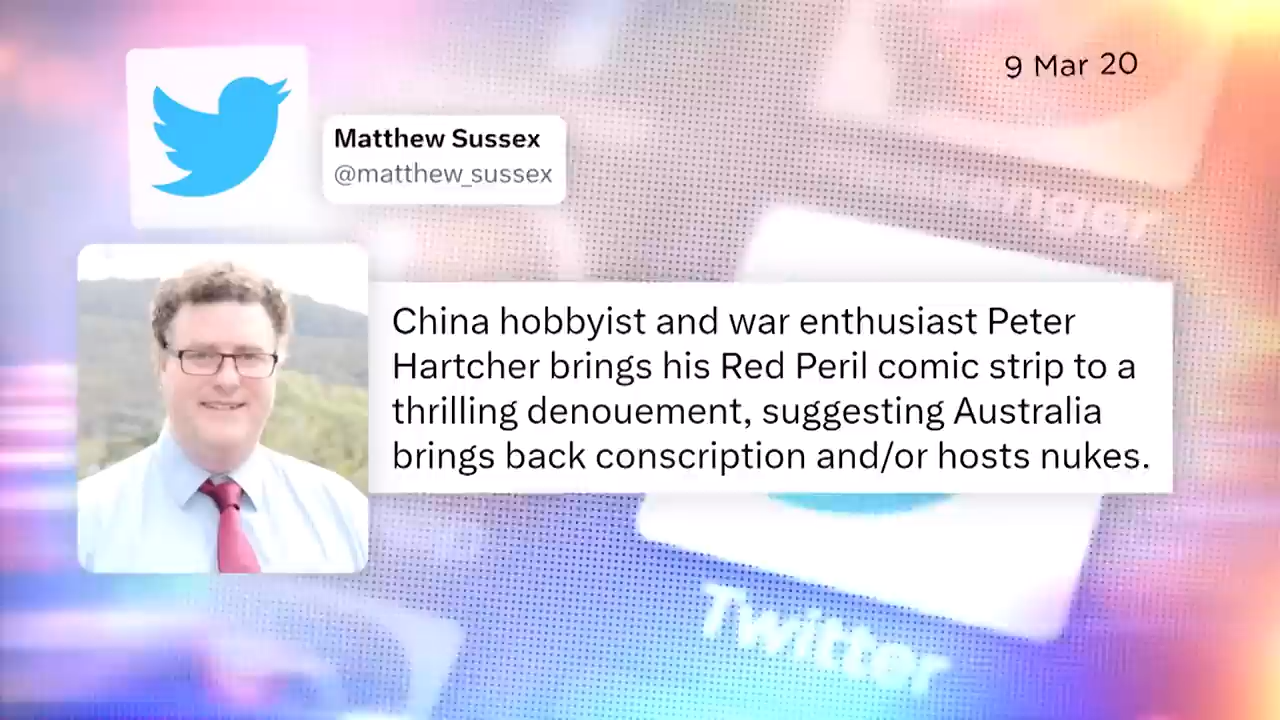 9 Mar 20
Matthew Sussex
@matthew_sussex
China hobbyist and war enthusiast Peter
Hartcher brings his Red Peril comic strip to a
thrilling denouement, suggesting Australia
brings back conscription and/or hosts nukes.
Twitter